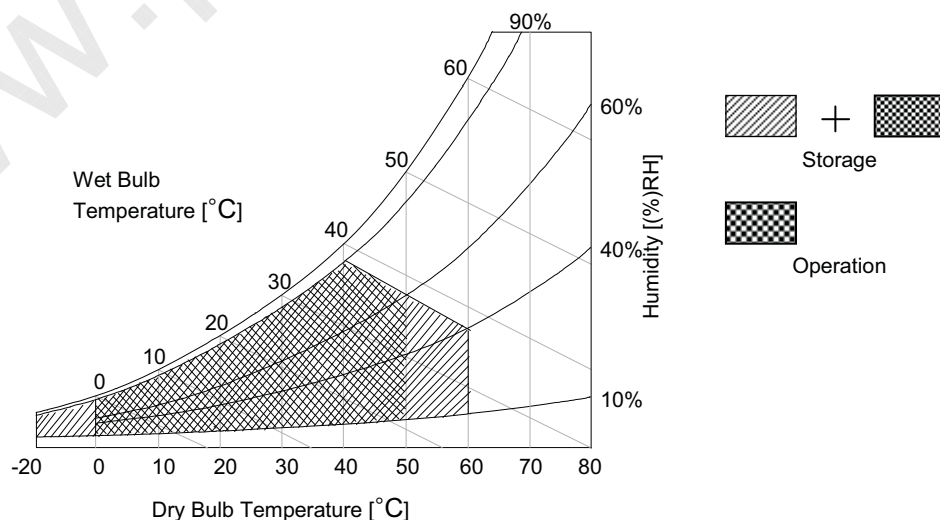 90%
60
60%
50
Wet Bulb
Temperature [°C]
Storage
40
40%
Humidity [(%)RH]
Operation
30
20
10
0
10%
-20 0 10 20 30 40 50 60 70 80
Dry Bulb Temperature [°C]